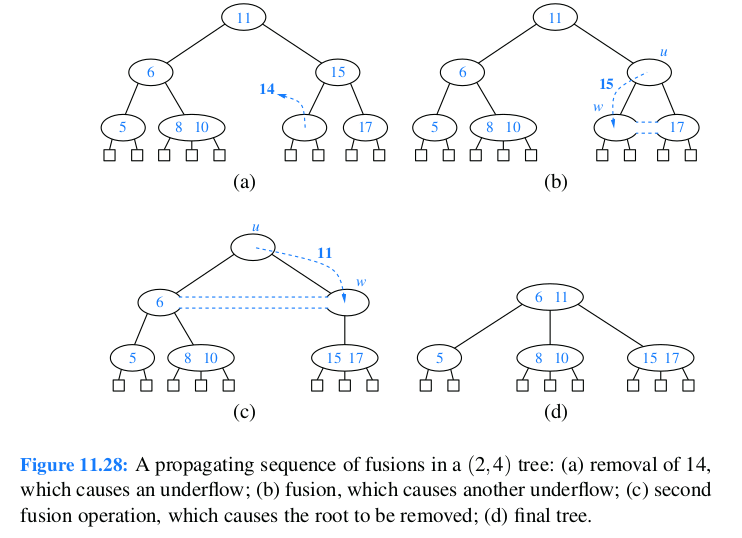 11
11
u
6
15
14
6
15
w
5
8 10
17
5
8 10
17
(a)
(b)
u
11
w
6
6 11
5
8 10
15 17
5
8 10
15 17
(c)
(d)
Figure 11.28: A propagating sequence of fusions in a (2,4) tree: (a) removal of 14,
which causes an underflow; (b) fusion, which causes another underflow; (c) second
fusion operation, which causes the root to be removed; (d) final tree.